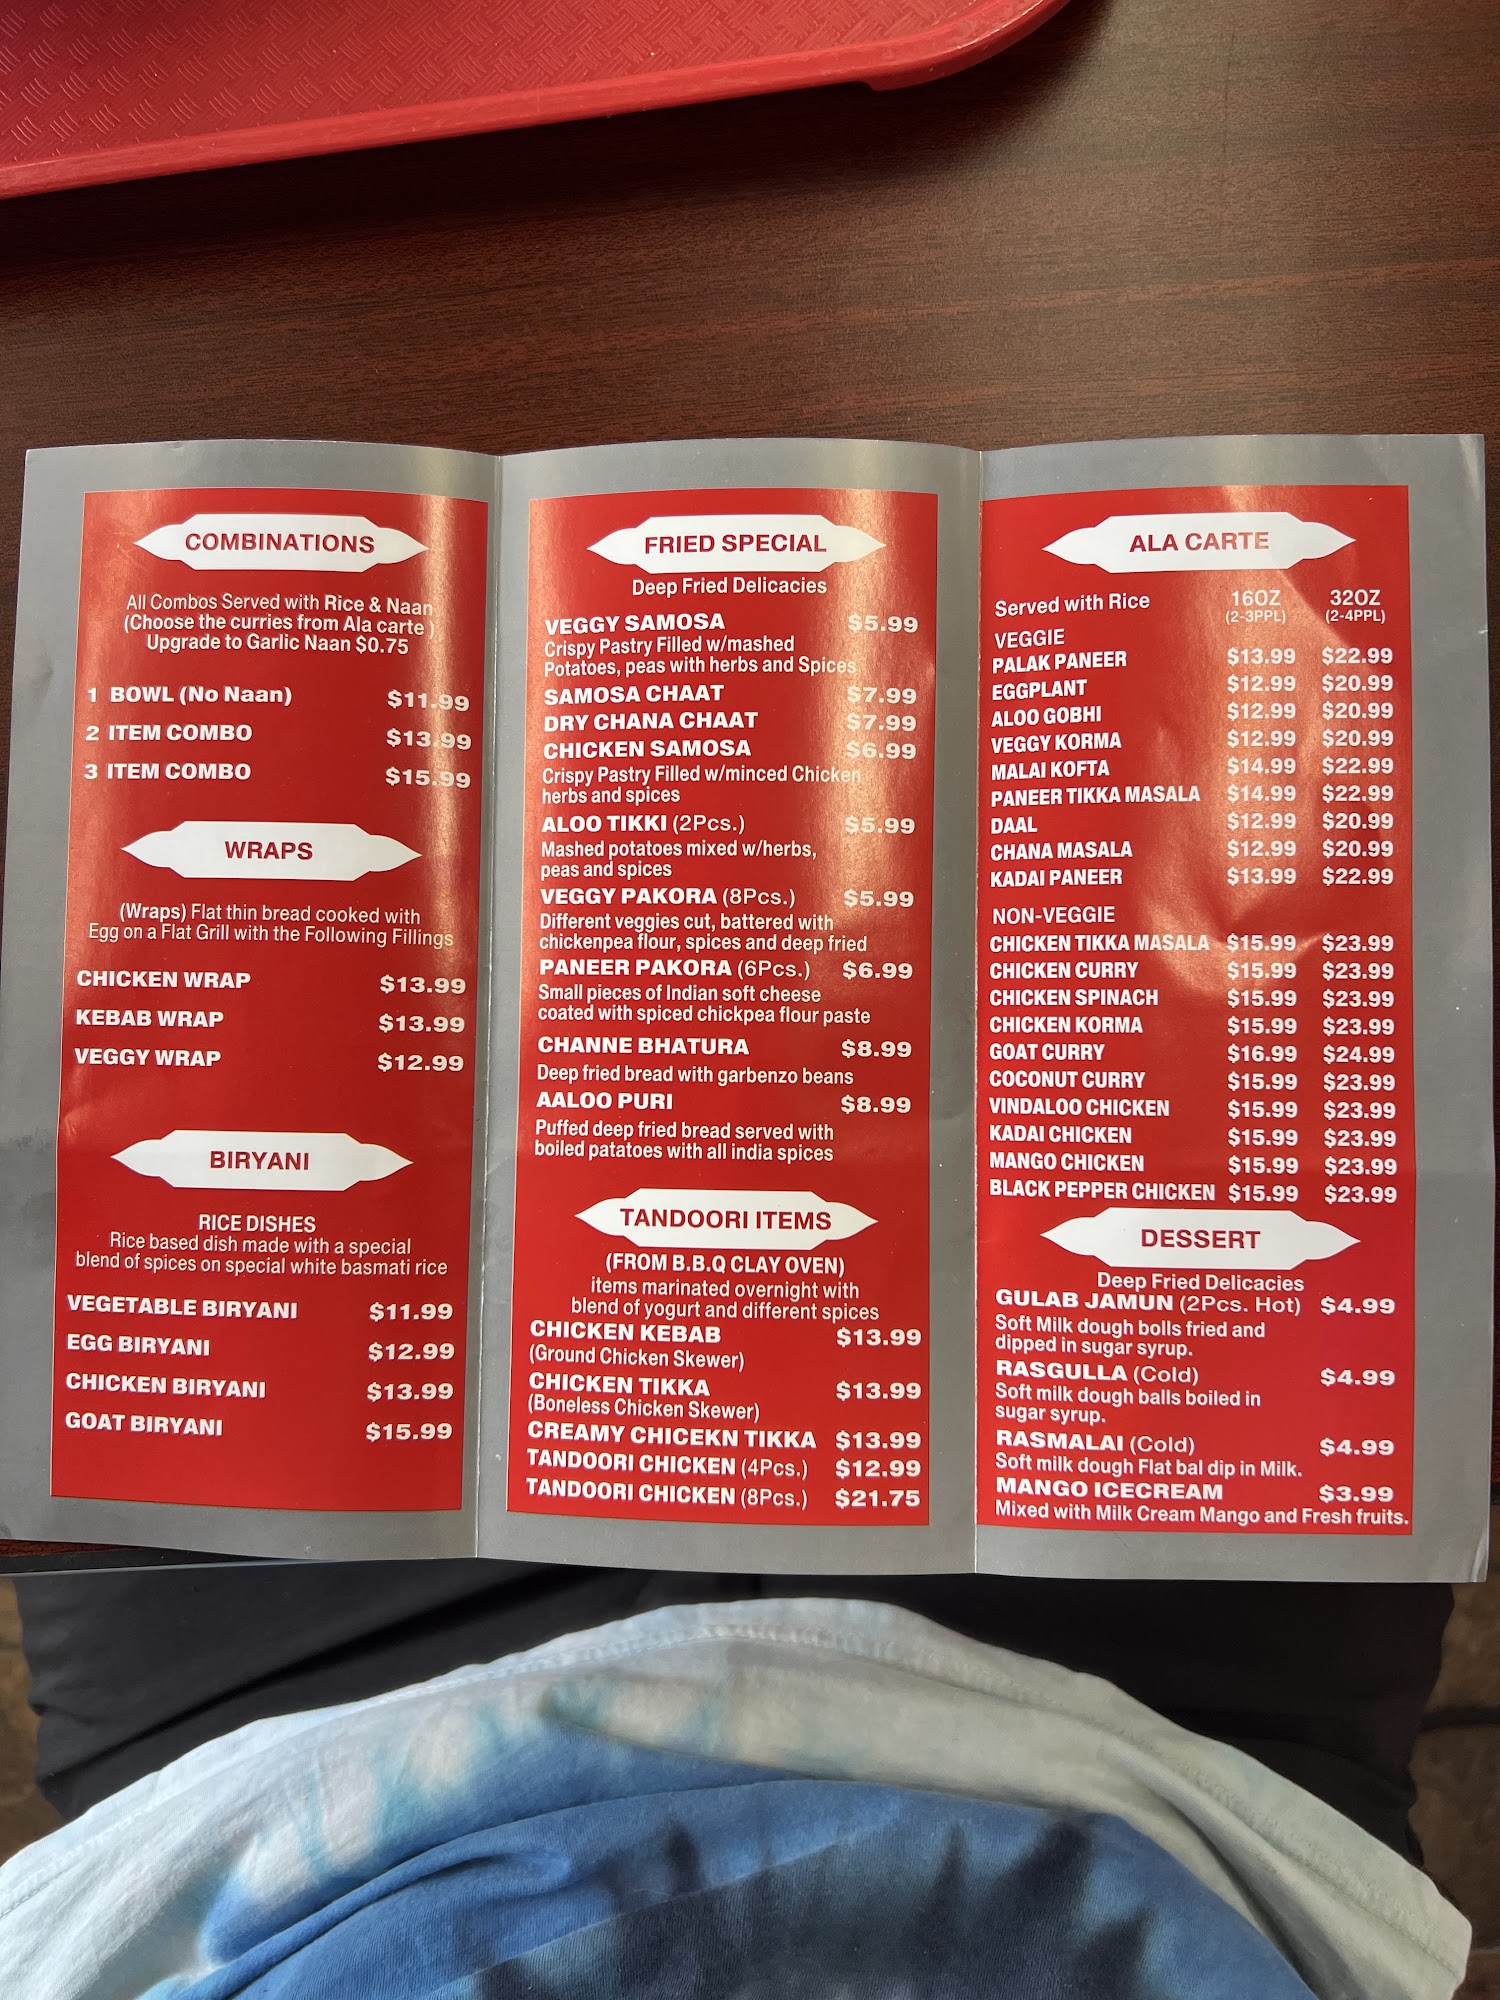 COMBINATIONS
All Combos Served with Rice & Naan
(Choose the curries from Ala carte )
Upgrade to Garlic Naan $0.75
1 BOWL (No Naan) $11.99
2 ITEM COMBO $13.99
3 ITEM COMBO $15.99
WRAPS
(Wraps) Flat thin bread cooked with
Egg on a Flat Grill with the Following Fillings
CHICKEN WRAP $13.99
KEBAB WRAP $13.99
VEGGY WRAP $12.99
BIRYANI
RICE DISHES
Rice based dish made with a special
blend of spices on special white basmati rice
VEGETABLE BIRYANI $11.99
EGG BIRYANI $12.99
CHICKEN BIRYANI $13.99
GOAT BIRYANI $15.99
FRIED SPECIAL
Deep Fried Delicacies
VEGGY SAMOSA $5.99
Crispy Pastry Filled w/mashed
Potatoes, peas with herbs and Spices
SAMOSA CHAAT $7.99
DRY CHANA CHAAT $7.99
CHICKEN SAMOSA $6.99
Crispy Pastry Filled w/minced Chicken
herbs and spices
ALOO TIKKI (2Pcs.) $5.99
Mashed potatoes mixed w/herbs,
peas and spices
VEGGY PAKORA (8Pcs.) $5.99
Different veggies cut, battered with
chickenpea flour, spices and deep fried
PANEER PAKORA (6Pcs.) $6.99
Small pieces of Indian soft cheese
coated with spiced chickpea flour paste
CHANNE BHATURA $8.99
Deep fried bread with garbenzo beans
AALOO PURI $8.99
Puffed deep fried bread served with
boiled patatoes with all india spices
TANDOORI ITEMS
(FROM B.B.Q CLAY OVEN)
items marinated overnight with
blend of yogurt and different spices
CHICKEN KEBAB $13.99
(Ground Chicken Skewer)
CHICKEN TIKKA $13.99
(Boneless Chicken Skewer)
CREAMY CHICEKN TIKKA $13.99
TANDOORI CHICKEN (4Pcs.) $12.99
TANDOORI CHICKEN (8Pcs.) $21.75
ALA CARTE
Served with Rice 16OZ 32OZ
(2-3PPL) (2-4PPL)
VEGGIE
PALAK PANEER $13.99 $22.99
EGGPLANT $12.99 $20.99
ALOO GOBHI $12.99 $20.99
VEGGY KORMA $12.99 $20.99
MALAI KOFTA $14.99 $22.99
PANEER TIKKA MASALA $14.99 $22.99
DAAL $12.99 $20.99
CHANA MASALA $12.99 $20.99
KADAI PANEER $13.99 $22.99
NON-VEGGIE
CHICKEN TIKKA MASALA $15.99 $23.99
CHICKEN CURRY $15.99 $23.99
CHICKEN SPINACH $15.99 $23.99
CHICKEN KORMA $15.99 $23.99
GOAT CURRY $16.99 $24.99
COCONUT CURRY $15.99 $23.99
VINDALOO CHICKEN $15.99 $23.99
KADAI CHICKEN $15.99 $23.99
MANGO CHICKEN $15.99 $23.99
BLACK PEPPER CHICKEN $15.99 $23.99
DESSERT
Deep Fried Delicacies
GULAB JAMUN (2Pcs. Hot) $4.99
Soft Milk dough bolls fried and
dipped in sugar syrup.
RASGULLA (Cold) $4.99
Soft milk dough balls boiled in
sugar syrup.
RASMALAI (Cold) $4.99
Soft milk dough Flat bal dip in Milk.
MANGO ICECREAM $3.99
Mixed with Milk Cream Mango and Fresh fruits.